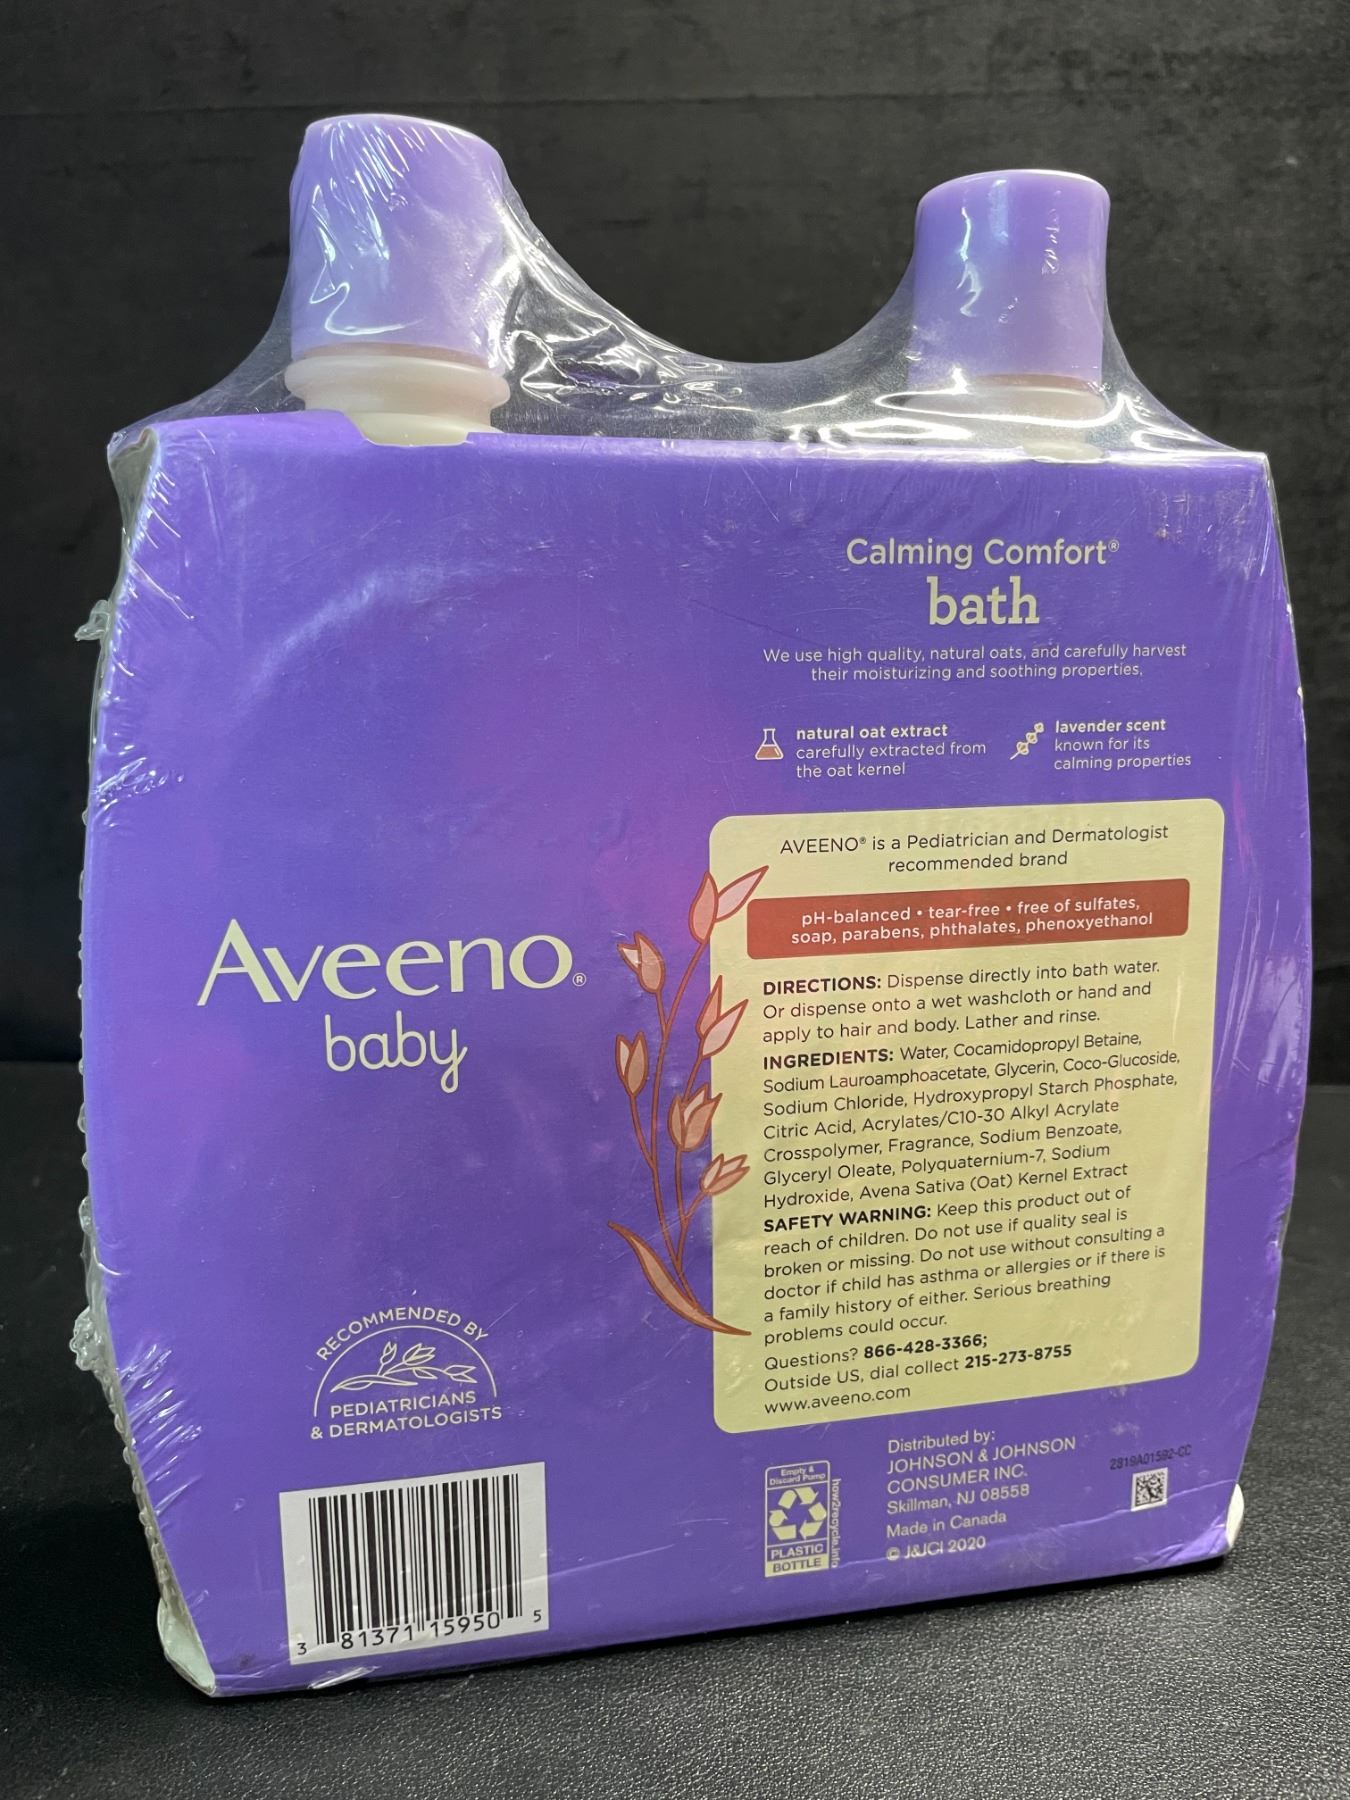 Calming Comfort®
bath
We use high quality, natural oats, and carefully harvest
their moisturizing and soothing properties.
natural oat extract
carefully extracted from
the oat kernel
lavender scent
known for its
calming properties
AVEENO® is a Pediatrician and Dermatologist
recommended brand
pH-balanced • tear-free • free of sulfates,
soap, parabens, phthalates, phenoxyethanol
DIRECTIONS: Dispense directly into bath water.
Or dispense onto a wet washcloth or hand and
apply to hair and body. Lather and rinse.
INGREDIENTS: Water, Cocamidopropyl Betaine,
Sodium Lauroamphoacetate, Glycerin, Coco-Glucoside,
Sodium Chloride, Hydroxypropyl Starch Phosphate,
Citric Acid, Acrylates/C10-30 Alkyl Acrylate
Crosspolymer, Fragrance, Sodium Benzoate,
Glyceryl Oleate, Polyquaternium-7, Sodium
Hydroxide, Avena Sativa (Oat) Kernel Extract
SAFETY WARNING: Keep this product out of
reach of children. Do not use if quality seal is
broken or missing. Do not use without consulting a
doctor if child has asthma or allergies or if there is
a family history of either. Serious breathing
problems could occur.
Questions? 866-428-3366;
Outside US, dial collect 215-273-8755
www.aveeno.com
Aveeno®
baby
RECOMMENDED BY
PEDIATRICIANS
& DERMATOLOGISTS
3 81371 15950 5
Empty &
Discard Pump
PLASTIC
BOTTLE
how2recycle.info
Distributed by:
JOHNSON & JOHNSON
CONSUMER INC.
Skillman, NJ 08558
Made in Canada
© J&JCI 2020
2819A01592-CC